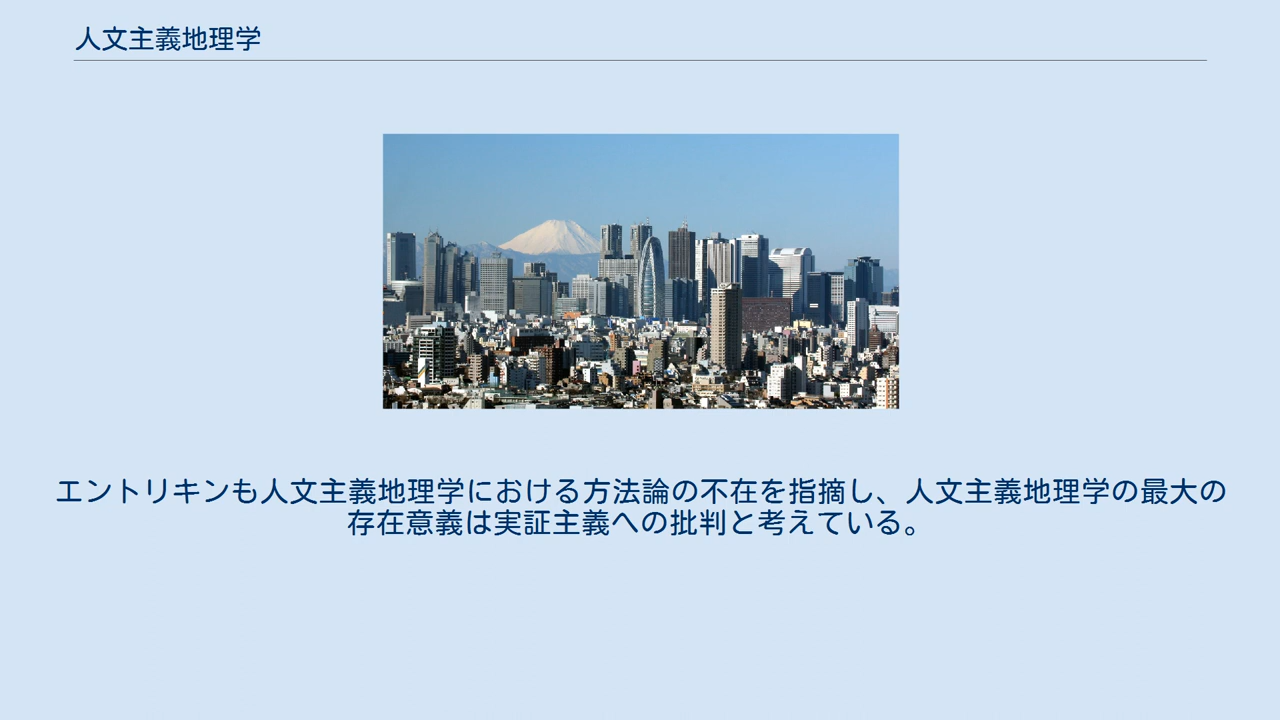 人文主義地理学
エントリキンも人文主義地理学における方法論の不在を指摘し、人文主義地理学の最大の
存在意義は実証主義への批判と考えている。